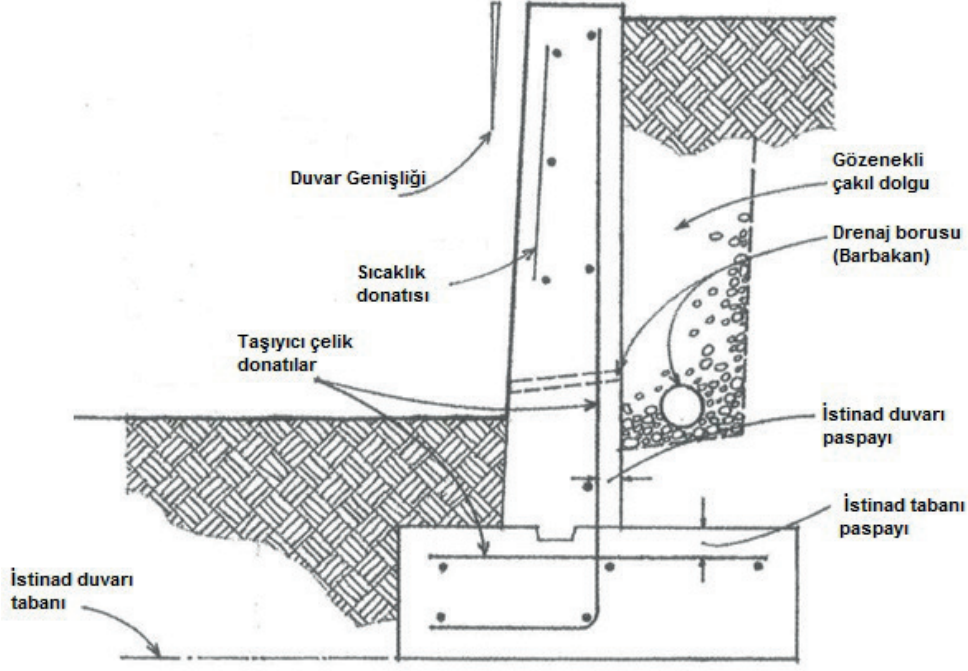 Duvar Genişliği
Gözenekli
çakıl dolgu
Drenaj borusu
(Barbakan)
Sıcaklık
donatısı
Taşıyıcı çelik
donatılar
İstinad duvarı
paspayı
İstinad tabanı
paspayı
İstinad duvarı
tabanı